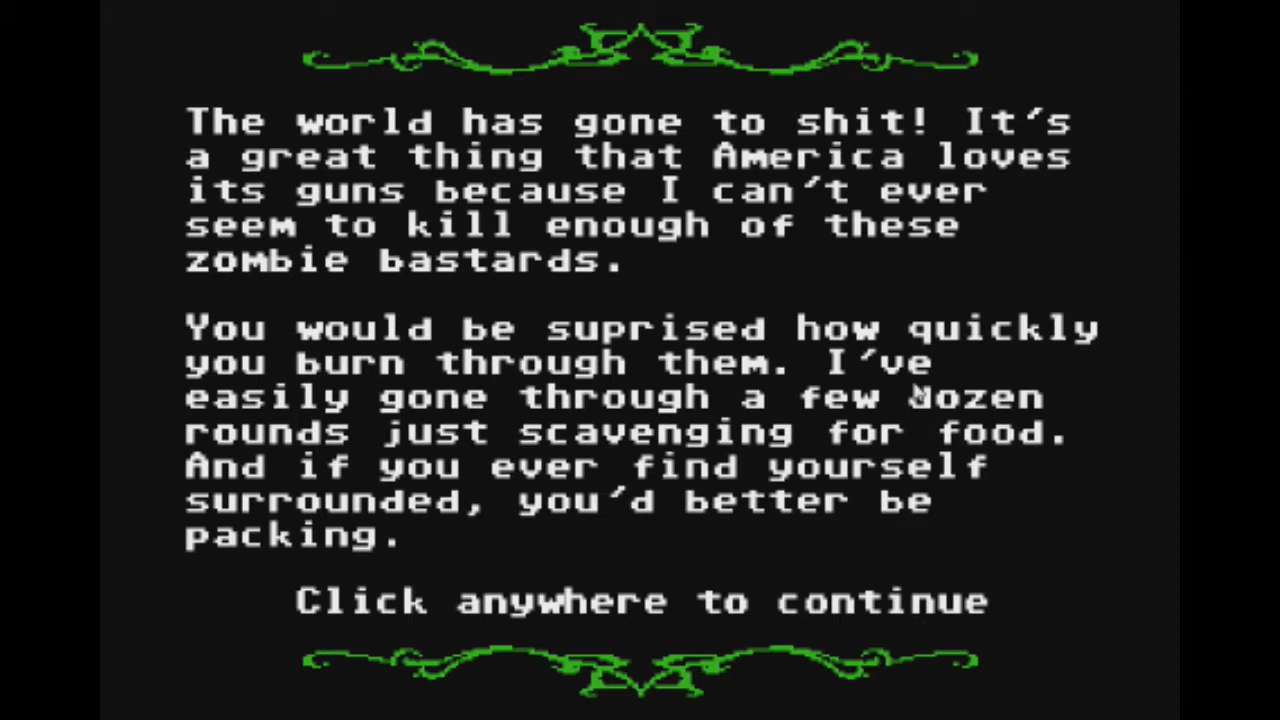 The world has gone to shit! It's
a great thing that America loves
its guns because I can't ever
seem to kill enough of these
zombie bastards.
You would be suprised how quickly
you burn through them. I've
easily gone through a few dozen
rounds just scavenging for food.
And if you ever find yourself
surrounded, you'd better be
packing.
Click anywhere to continue